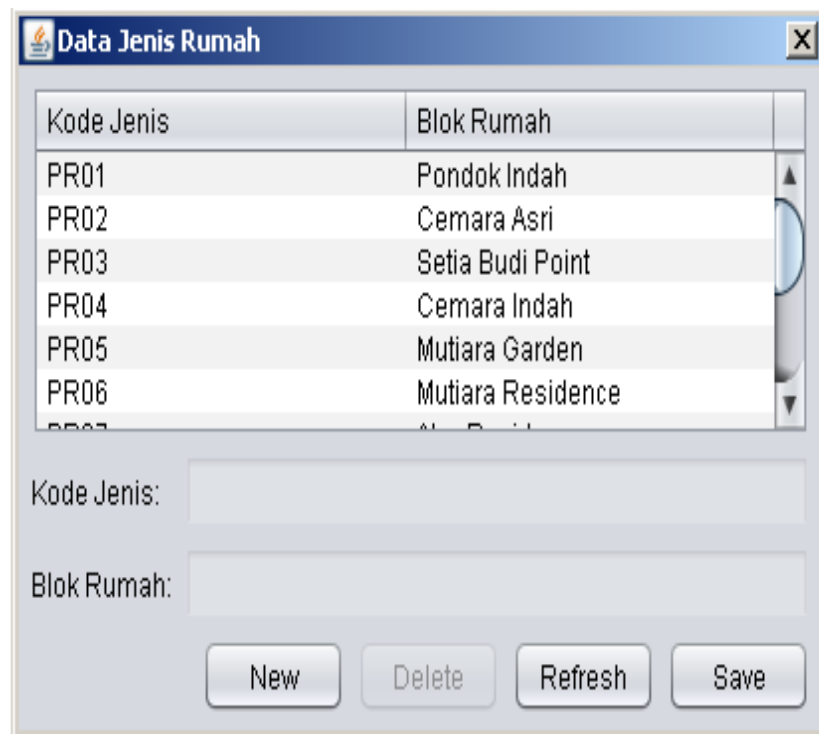 Data Jenis Rumah
Kode Jenis Blok Rumah
PR01 Pondok Indah
PR02 Cemara Asri
PR03 Setia Budi Point
PR04 Cemara Indah
PR05 Mutiara Garden
PR06 Mutiara Residence
Kode Jenis:
Blok Rumah:
New Delete Refresh Save